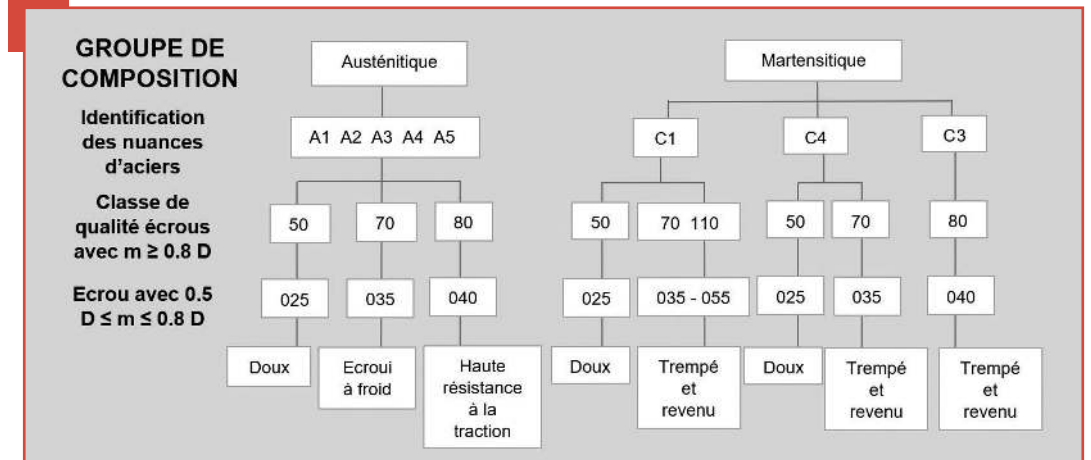 GROUPE DE
COMPOSITION
Austénitique
Martensitique
Identification
des nuances
d'aciers
A1 A2 A3 A4 A5
C1
C4
C3
Classe de
qualité écrous
avec m ≥ 0.8 D
50
70
80
50
70 110
50
70
80
Ecrou avec 0.5
D ≤ m ≤ 0.8 D
025
035
040
025
035 - 055
025
035
040
Doux
Ecroui
à froid
Haute
résistance
à la
traction
Doux
Trempé
et
revenu
Doux
Trempé
et
revenu
Trempé
et
revenu